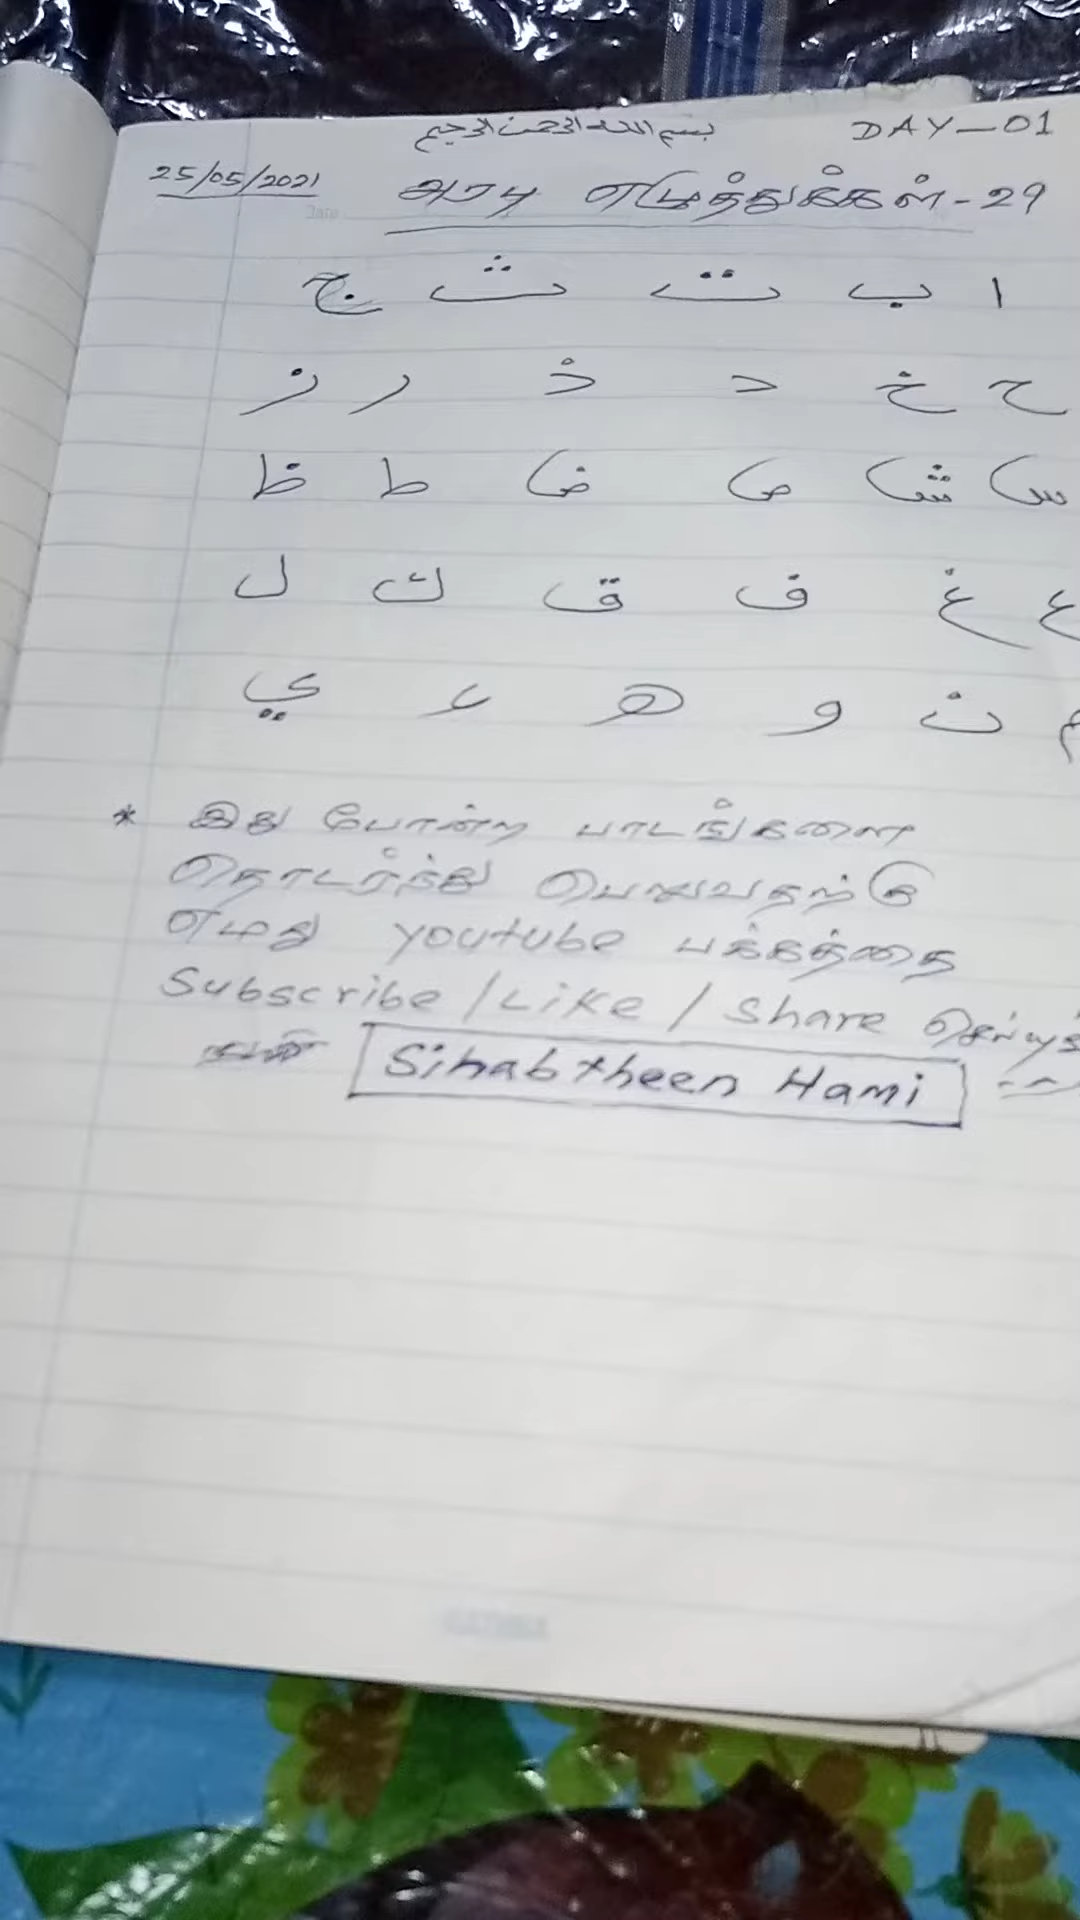 بسم الله الرحمن الرحيم DAY-01
25/05/2021 அரபு எழுத்துக்கள்-29
ا ب ت ث ج
ح خ د ذ ر ز
س ش ص ض ط ظ
ع غ ف ق ك ل
م ن و ه ء ي
* இது போன்ற பாடங்களை
தொடர்ந்து பெறுவதற்கு
எமது youtube பக்கத்தை
Subscribe / Like / Share
Sihabtheen Hami